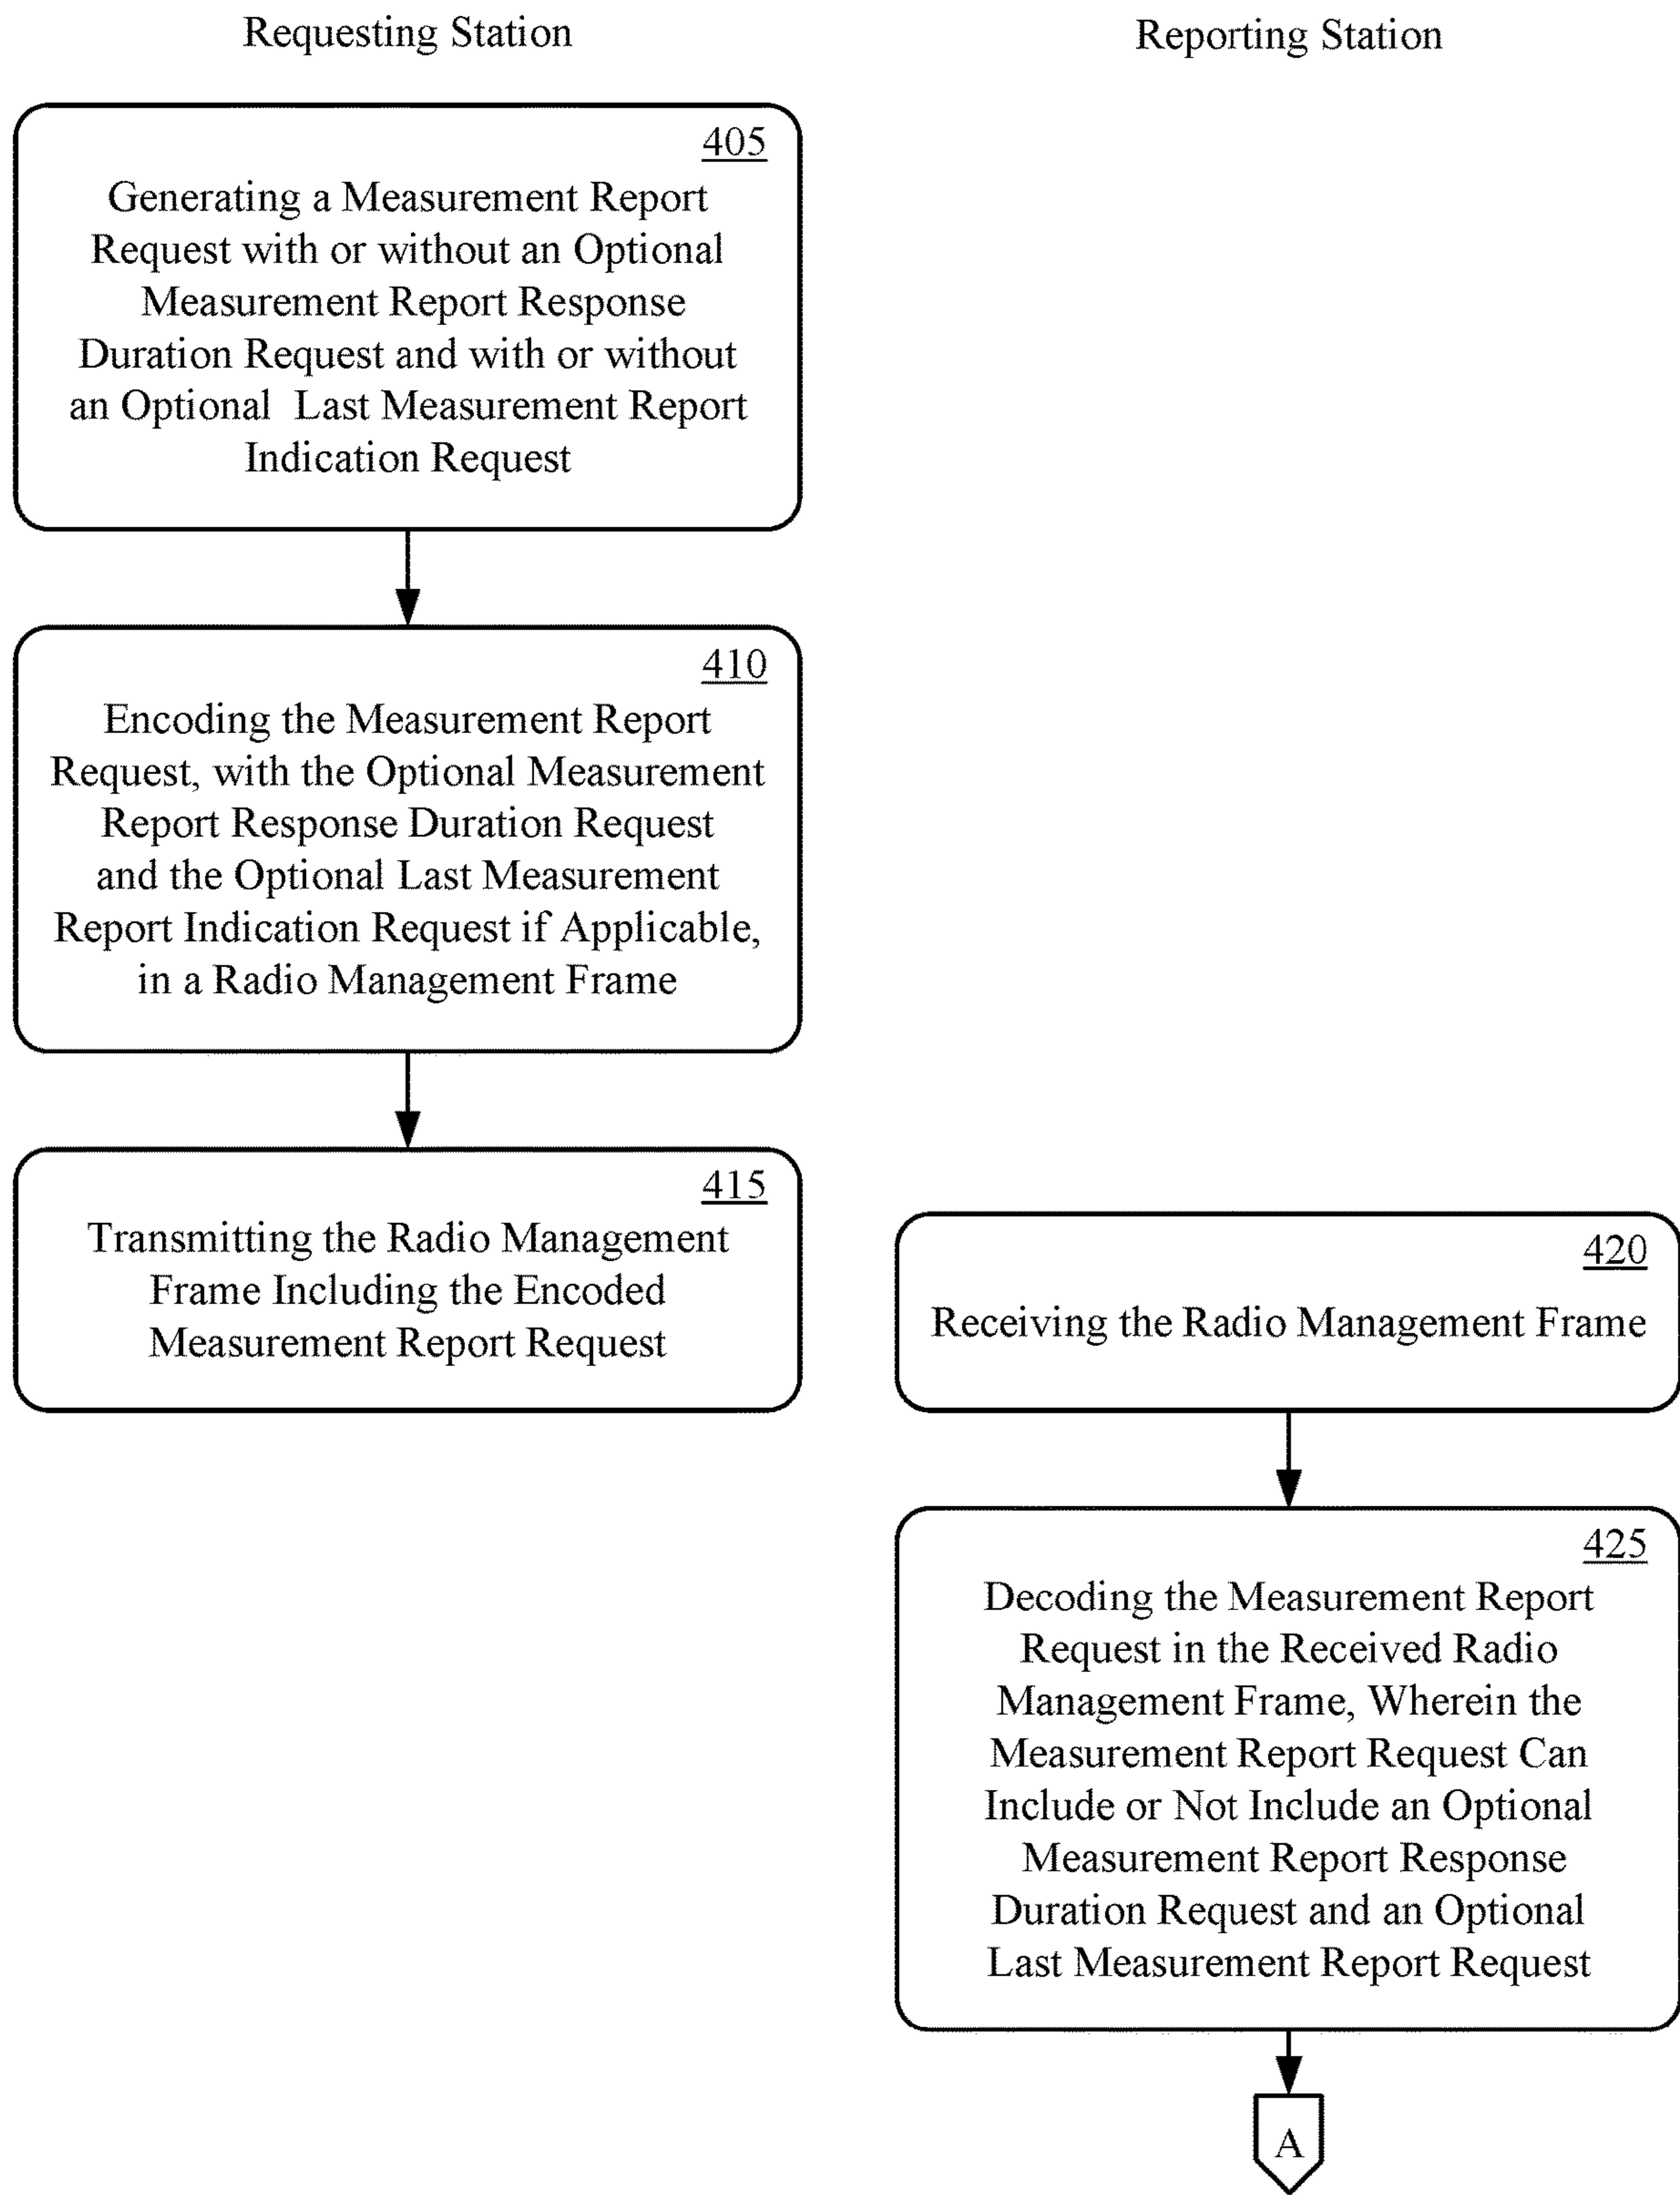 Requesting Station
Reporting Station
405
Generating a Measurement Report
Request with or without an Optional
Measurement Report Response
Duration Request and with or without
an Optional Last Measurement Report
Indication Request
410
Encoding the Measurement Report
Request, with the Optional Measurement
Report Response Duration Request
and the Optional Last Measurement
Report Indication Request if Applicable,
in a Radio Management Frame
415
Transmitting the Radio Management
Frame Including the Encoded
Measurement Report Request
420
Receiving the Radio Management Frame
425
Decoding the Measurement Report
Request in the Received Radio
Management Frame, Wherein the
Measurement Report Request Can
Include or Not Include an Optional
Measurement Report Response
Duration Request and an Optional
Last Measurement Report Request
A